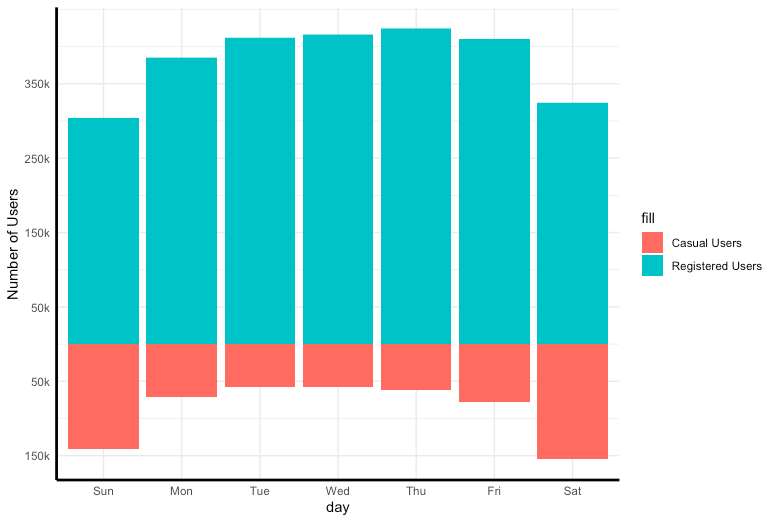 350k
250k
150k
50k
50k
150k
Number of Users
Sun Mon Tue Wed Thu Fri Sat
day
fill
Casual Users
Registered Users